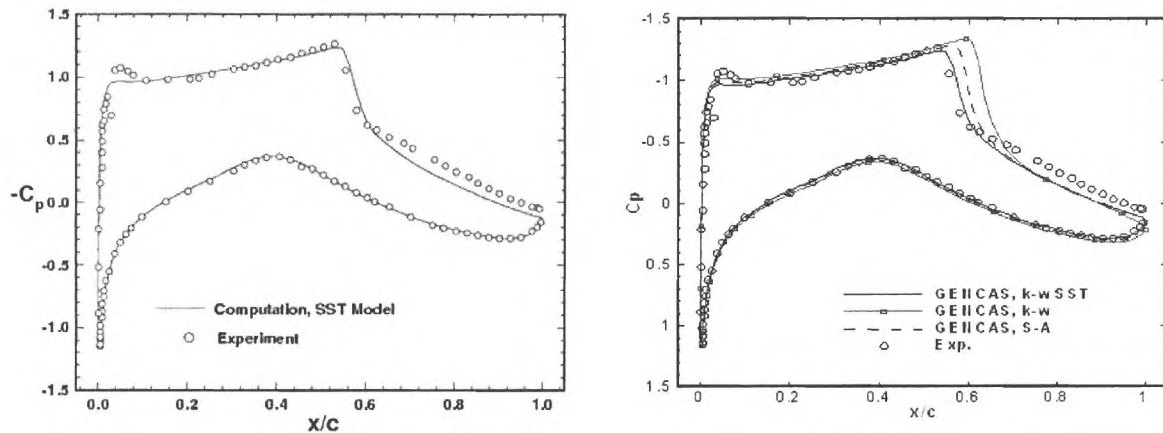 1.5
1.0
0.5
-Cp
0.0
-0.5
-1.0
-1.5
0.0 0.2 0.4 0.6 0.8 1.0
x/c
Computation, SST Model
Experiment
-1.5
-1
-0.5
Cp
0
0.5
1
1.5
0 0.2 0.4 0.6 0.8 1
x/c
GENCAS, k-w SST
GENCAS, k-w
GENCAS, S-A
Exp.